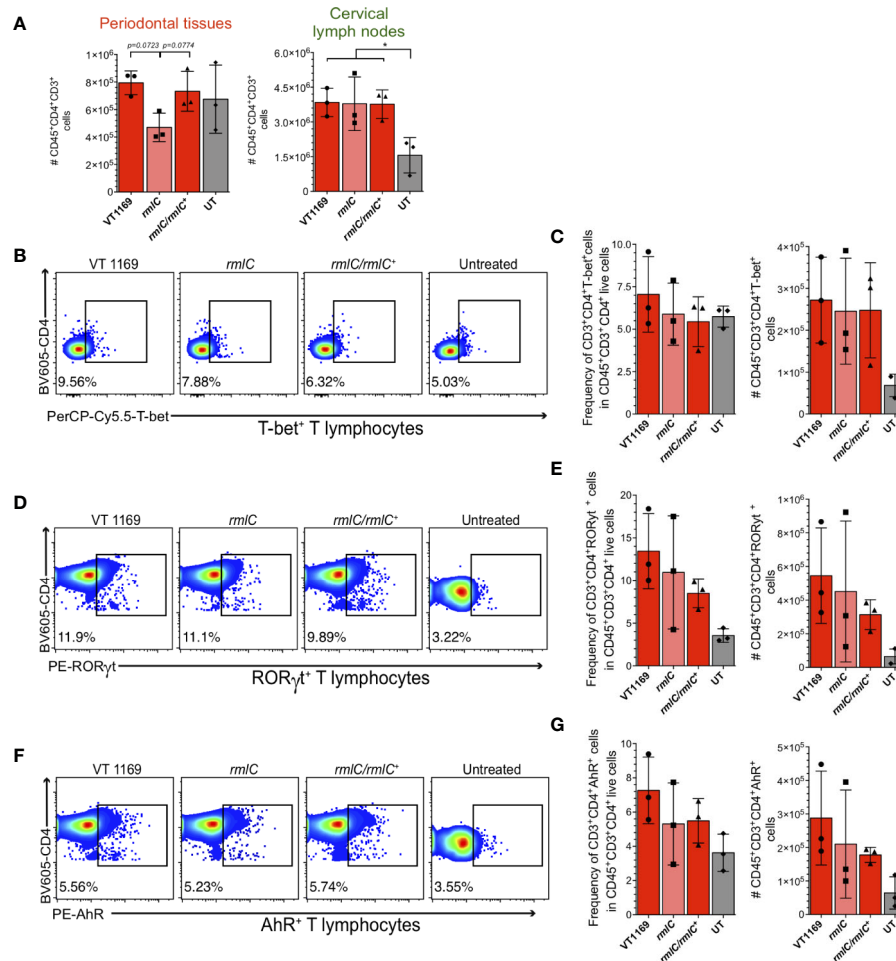 A
Periodontal tissues
Cervical
lymph nodes
# CD45⁺CD4⁺CD3⁺
cells
p=0.0723
p=0.0774
1×10⁶
8×10⁵
6×10⁵
4×10⁵
2×10⁵
0
VT1169
rmlC
rmlC/rmlC⁺
UT
# CD45⁺CD4⁺CD3⁺
cells
*
6.0×10⁶
4.5×10⁶
3.0×10⁶
1.5×10⁶
0
VT1169
rmlC
rmlC/rmlC⁺
UT
B
VT 1169
rmlC
rmlC/rmlC⁺
Untreated
BV605-CD4
9.56%
7.88%
6.32%
5.03%
PerCP-Cy5.5-T-bet
T-bet⁺ T lymphocytes
C
Frequency of CD3⁺CD4⁺T-bet⁺cells
in CD45⁺CD3⁺ CD4⁺ live cells
10.0
7.5
5.0
2.5
0
VT1169
rmlC
rmlC/rmlC⁺
UT
# CD45⁺CD3⁺CD4⁺T-bet⁺
cells
4×10⁵
3×10⁵
2×10⁵
1×10⁵
0
VT1169
rmlC
rmlC/rmlC⁺
UT
D
VT 1169
rmlC
rmlC/rmlC⁺
Untreated
BV605-CD4
11.9%
11.1%
9.89%
3.22%
PE-RORγt
RORγt⁺ T lymphocytes
E
Frequency of CD3⁺CD4⁺RORγt ⁺ cells
in CD45⁺CD3⁺CD4⁺ live cells
20
15
10
5
0
VT1169
rmlC
rmlC/rmlC⁺
UT
# CD45⁺CD3⁺CD4⁺RORγt ⁺
cells
1×10⁶
8×10⁵
6×10⁵
4×10⁵
2×10⁵
0
VT1169
rmlC
rmlC/rmlC⁺
UT
F
VT 1169
rmlC
rmlC/rmlC⁺
Untreated
BV605-CD4
5.56%
5.23%
5.74%
3.55%
PE-AhR
AhR⁺ T lymphocytes
G
Frequency of CD3⁺CD4⁺AhR⁺ cells
in CD45⁺CD3⁺CD4⁺ live cells
10
8
6
4
2
0
VT1169
rmlC
rmlC/rmlC⁺
UT
# CD45⁺CD3⁺CD4⁺AhR⁺
cells
5×10⁵
4×10⁵
3×10⁵
2×10⁵
1×10⁵
0
VT1169
rmlC
rmlC/rmlC⁺
UT